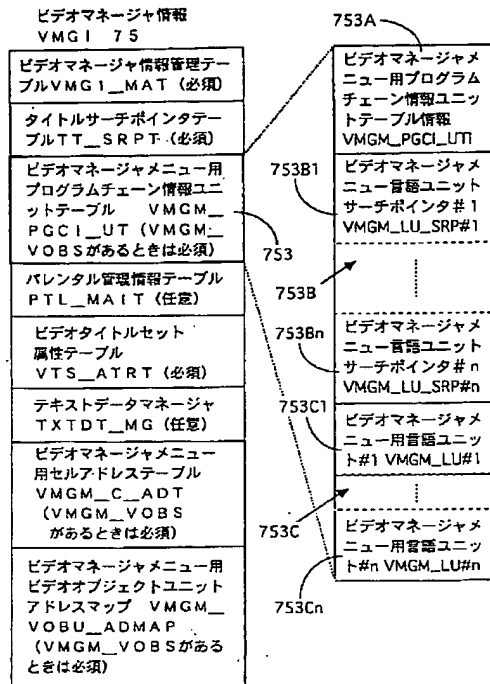 ビデオマネージャ情報
VMGI 75
ビデオマネージャ情報管理テー
ブルVMGI_MAT (必須)
タイトルサーチポインタテー
ブルTT_SRPT (必須)
ビデオマネージャメニュー用
プログラムチェーン情報ユニ
ットテーブル VMGM_
PGCI_UT (VMGM_
VOBSがあるときは必須)
パレンタル管理情報テーブル
PTL_MAIT (任意)
ビデオタイトルセット
属性テーブル
VTS_ATRT (必須)
テキストデータマネージャ
TXTDT_MG (任意)
ビデオマネージャメニュー
用セルアドレステーブル
VMGM_C_ADT
(VMGM_VOBS
があるときは必須)
ビデオマネージャメニュー用
ビデオオブジェクトユニット
アドレスマップ VMGM_
VOBU_ADMAP
(VMGM_VOBSがある
ときは必須)
753
753A
ビデオマネージャメ
ニュー用プログラム
チェーン情報ユニッ
トテーブル情報
VMGM_PGCI_UTI
753B1
ビデオマネージャメ
ニュー言語ユニット
サーチポインタ#1
VMGM_LU_SRP#1
753B
753Bn
ビデオマネージャメ
ニュー言語ユニット
サーチポインタ#n
VMGM_LU_SRP#n
753C1
ビデオマネージャメ
ニュー用言語ユニッ
ト#1 VMGM_LU#1
753C
ビデオマネージャメ
ニュー用言語ユニッ
ト#n VMGM_LU#n
753Cn